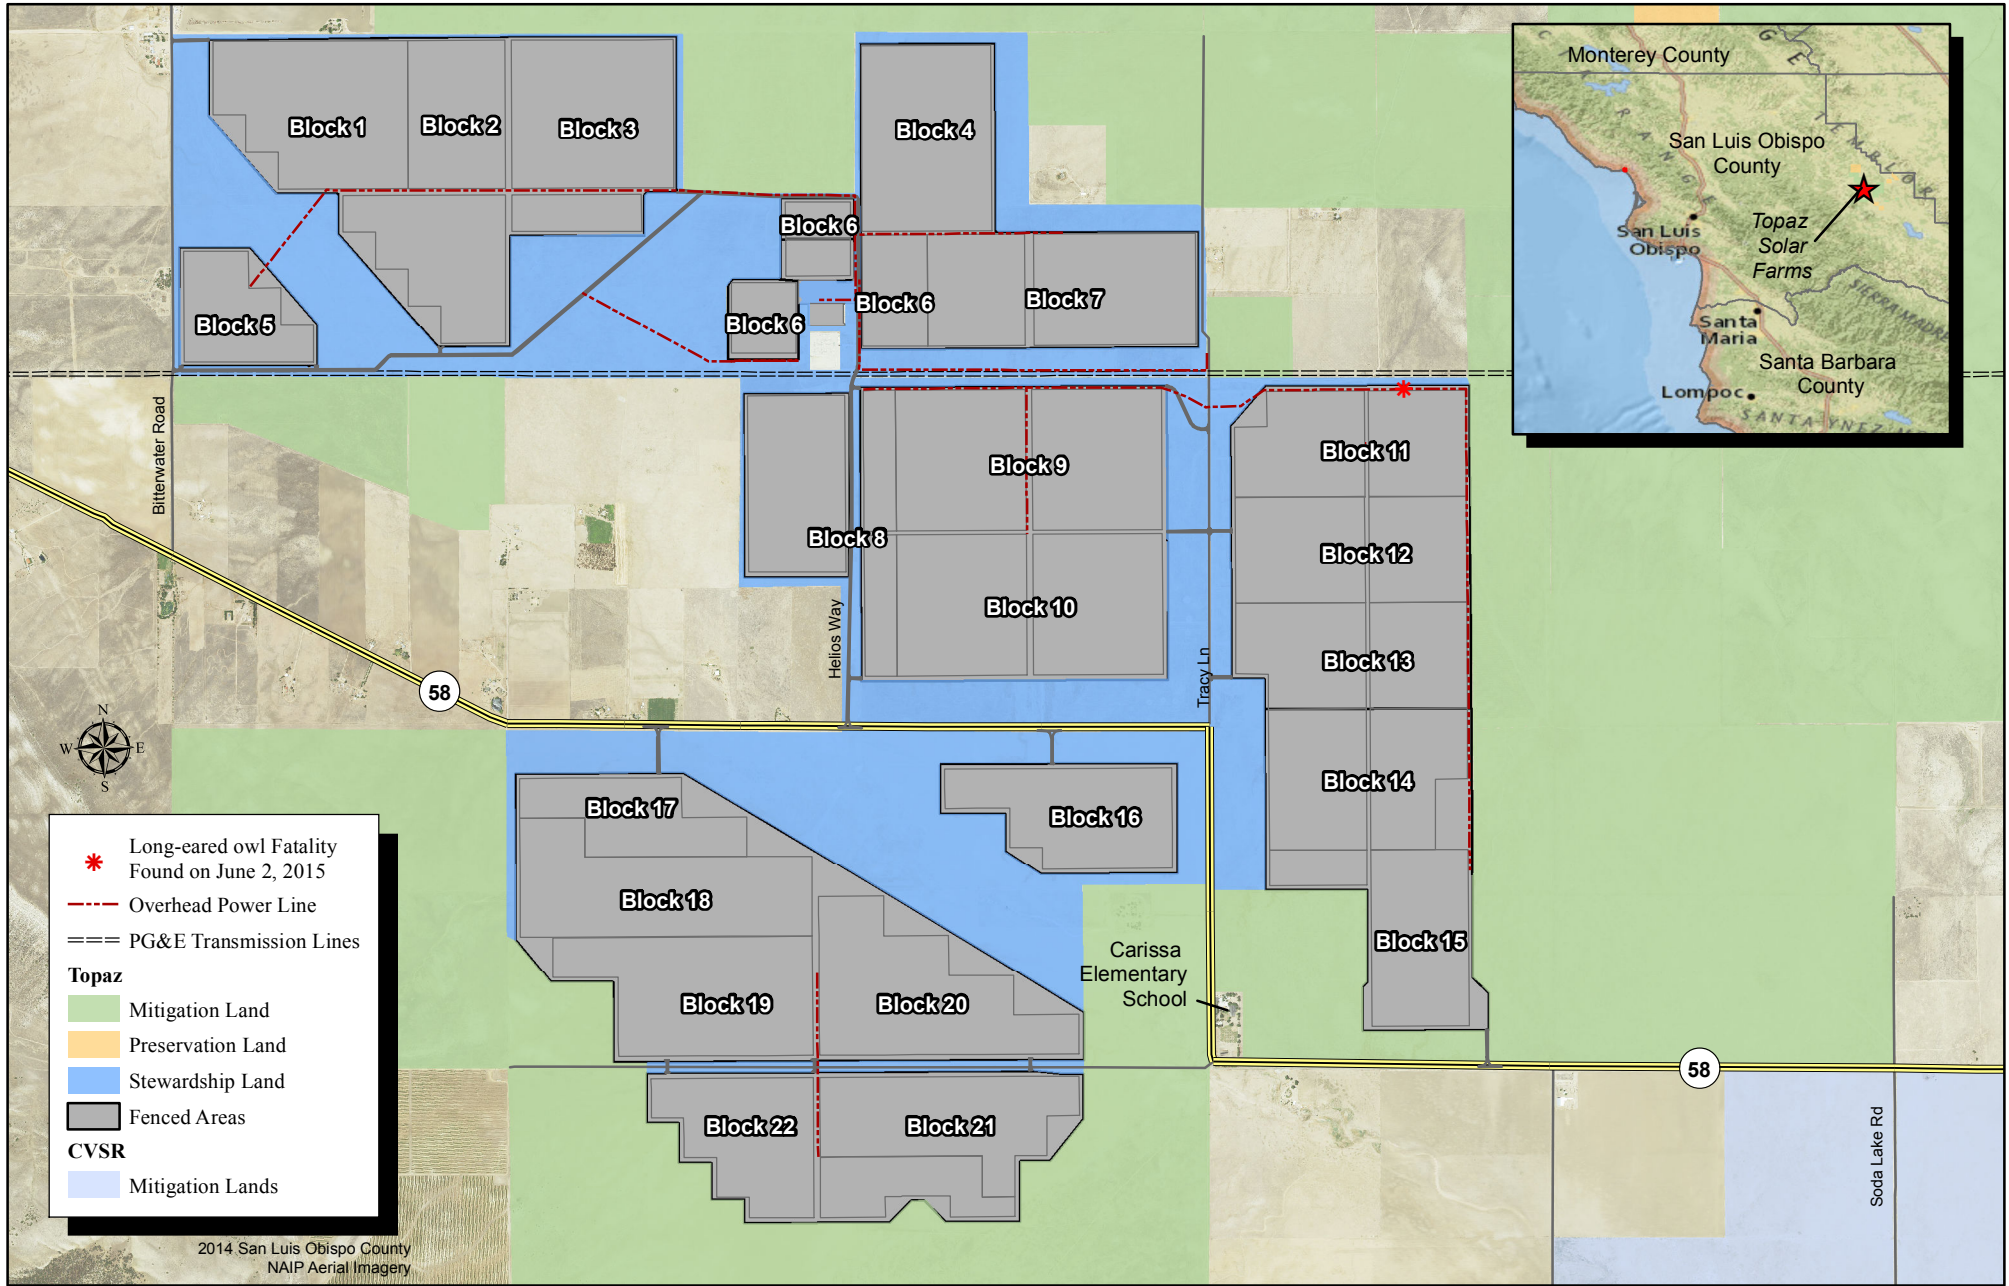 Block 1
Block 2
Block 3
Block 4
Block 5
Block 6
Block 6
Block 6
Block 7
Block 8
Block 9
Block 10
Block 11
Block 12
Block 13
Block 14
Block 15
Block 16
Block 17
Block 18
Block 19
Block 20
Block 21
Block 22
Bitterwater Road
Helios Way
Tracy Ln
Soda Lake Rd
58
58
Carissa
Elementary
School
N
W
E
S
Monterey County
San Luis Obispo
County
San Luis
Obispo
Topaz
Solar
Farms
Santa
Maria
Santa Barbara
County
Lompoc
RANGE
TEMBLOR
SIERRA MADRE
SANTA YNEZ
Long-eared owl Fatality
Found on June 2, 2015
Overhead Power Line
PG&E Transmission Lines
Topaz
Mitigation Land
Preservation Land
Stewardship Land
Fenced Areas
CVSR
Mitigation Lands
2014 San Luis Obispo County
NAIP Aerial Imagery